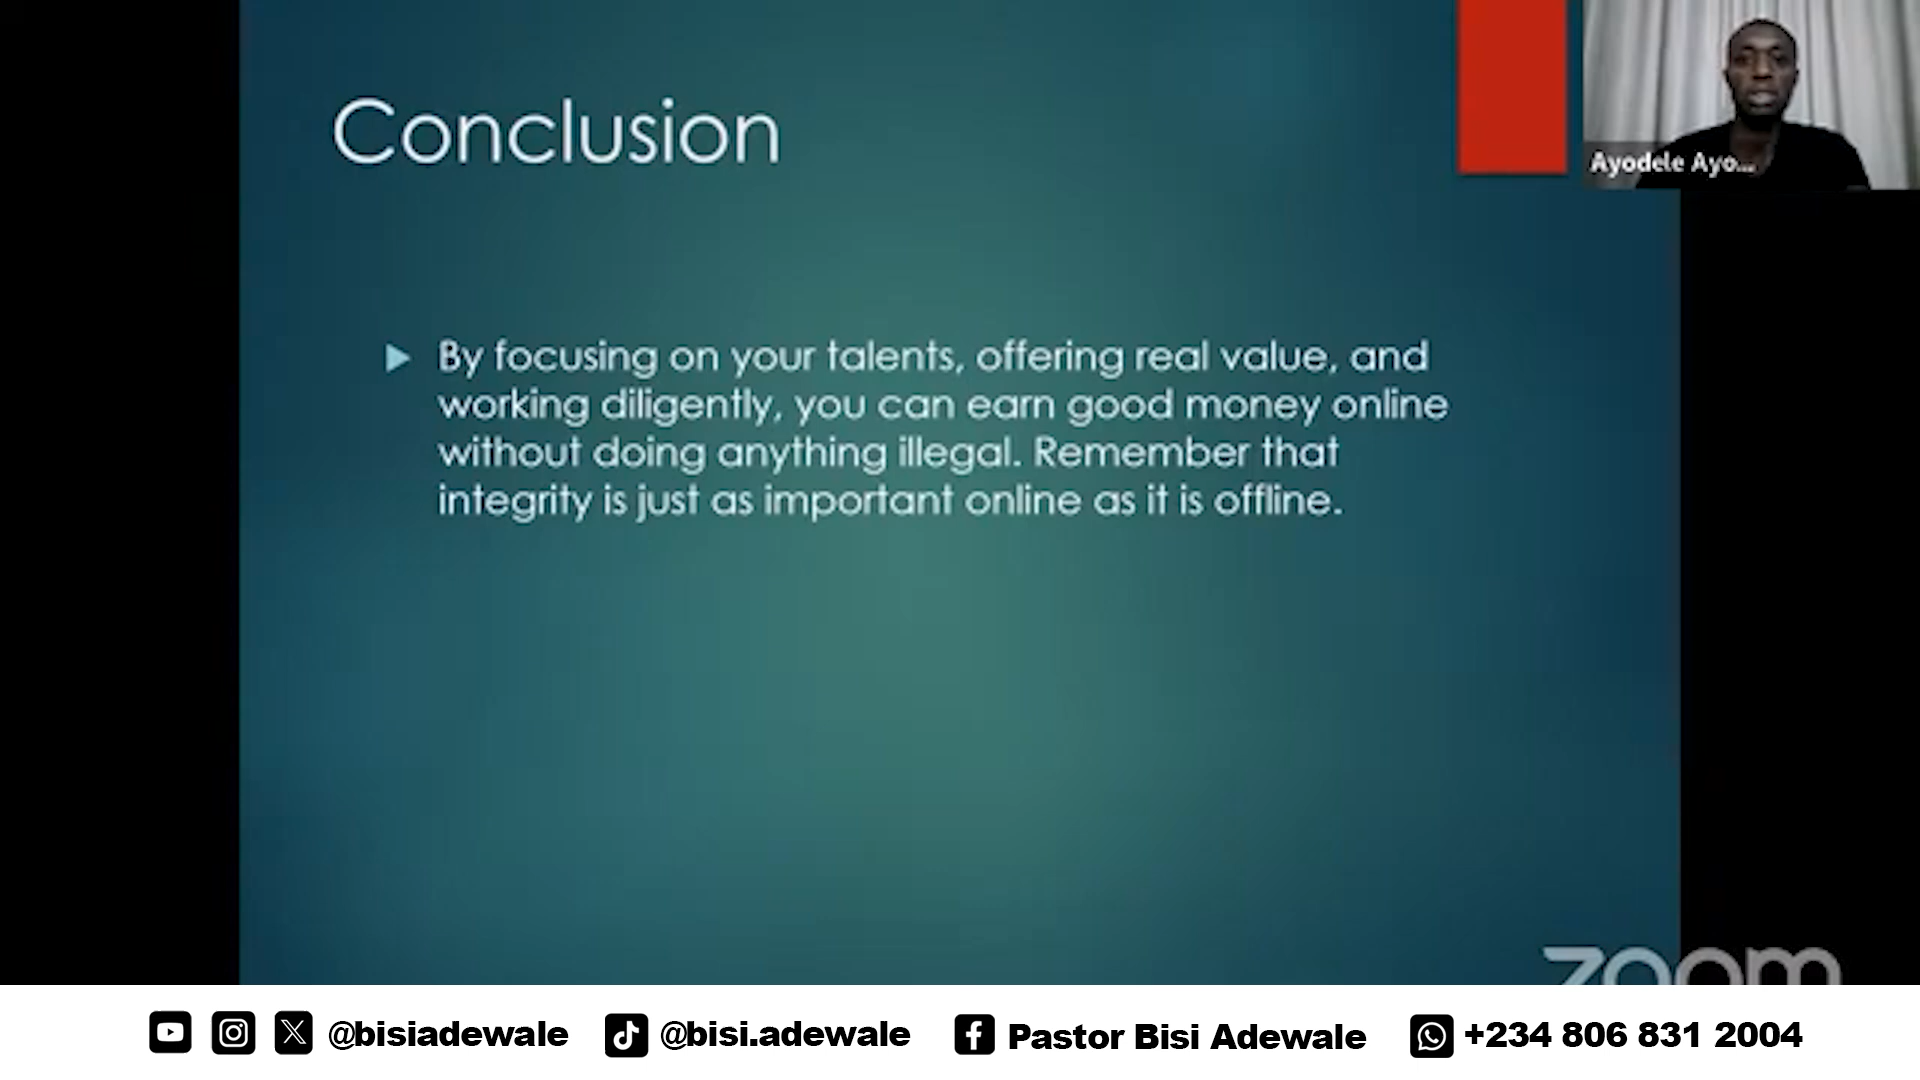 Conclusion
Ayodele Ayo...
By focusing on your talents, offering real value, and
working diligently, you can earn good money online
without doing anything illegal. Remember that
integrity is just as important online as it is offline.
zoom
@bisiadewale @bisi.adewale Pastor Bisi Adewale +234 806 831 2004